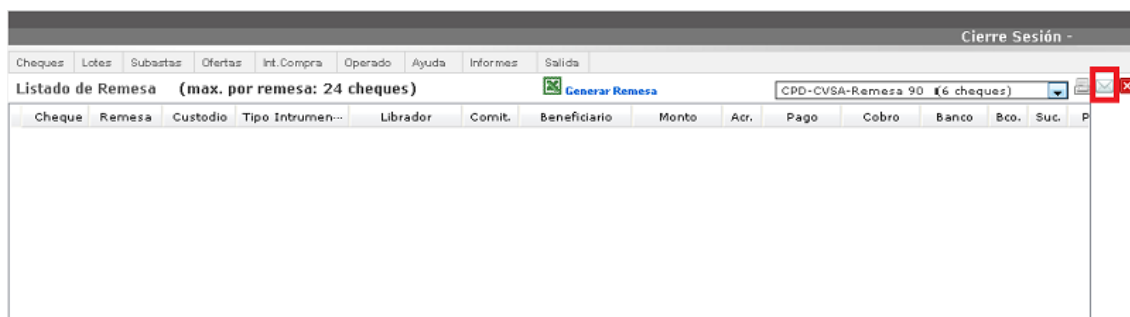 Cierre Sesión -
Cheques Lotes Subastas Ofertas Int.Compra Operado Ayuda Informes Salida
Listado de Remesa (max. por remesa: 24 cheques) Generar Remesa CPD-CVSA-Remesa 90 (6 cheques)
Cheque Remesa Custodio Tipo Intrumen... Librador Comit. Beneficiario Monto Acr. Pago Cobro Banco Bco. Suc. P